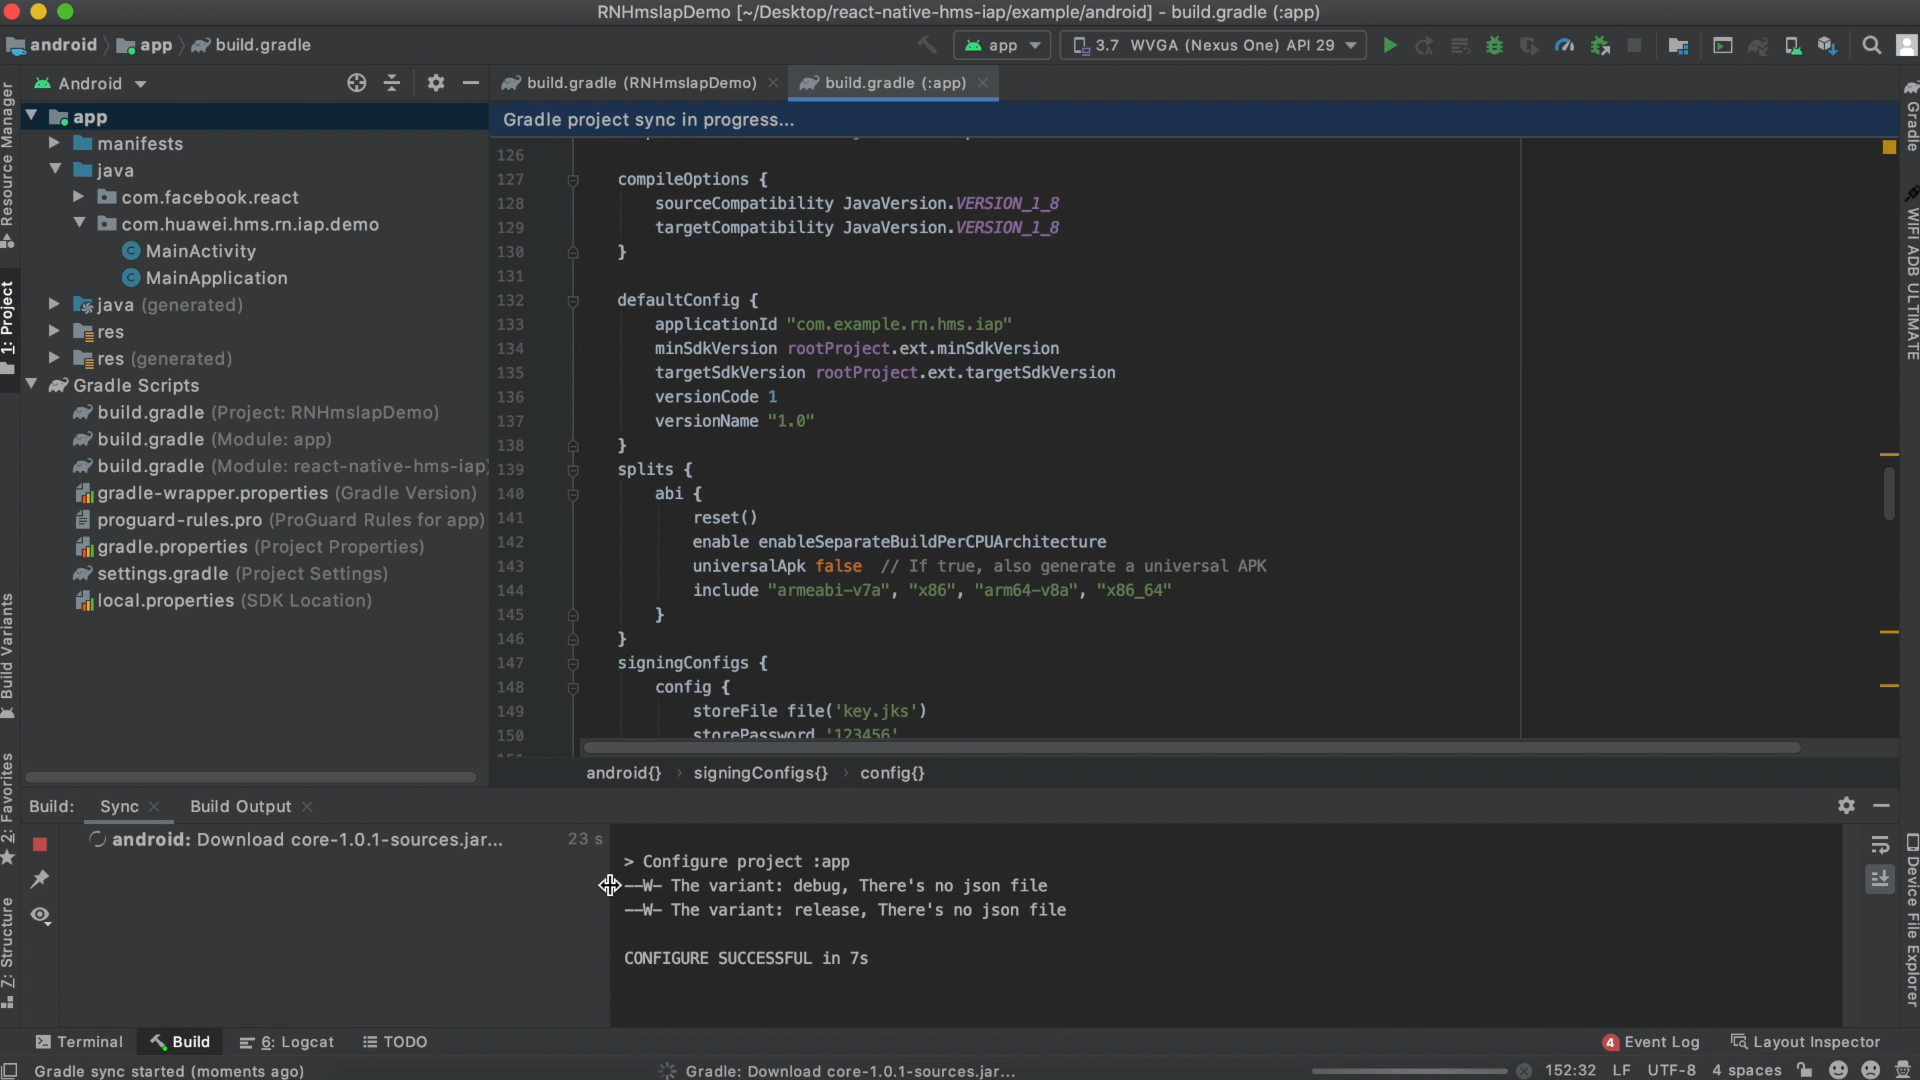 RNHmsIapDemo [~/Desktop/react-native-hms-iap/example/android] - build.gradle (:app)
android app build.gradle
app 3.7 WVGA (Nexus One) API 29
Android
build.gradle (RNHmsIapDemo) build.gradle (:app)
Gradle project sync in progress...
app
manifests
java
com.facebook.react
com.huawei.hms.rn.iap.demo
MainActivity
MainApplication
java (generated)
res
res (generated)
Gradle Scripts
build.gradle (Project: RNHmsIapDemo)
build.gradle (Module: app)
build.gradle (Module: react-native-hms-iap)
gradle-wrapper.properties (Gradle Version)
proguard-rules.pro (ProGuard Rules for app)
gradle.properties (Project Properties)
settings.gradle (Project Settings)
local.properties (SDK Location)
126
127 compileOptions {
128 sourceCompatibility JavaVersion.VERSION_1_8
129 targetCompatibility JavaVersion.VERSION_1_8
130 }
131
132 defaultConfig {
133 applicationId "com.example.rn.hms.iap"
134 minSdkVersion rootProject.ext.minSdkVersion
135 targetSdkVersion rootProject.ext.targetSdkVersion
136 versionCode 1
137 versionName "1.0"
138 }
139 splits {
140 abi {
141 reset()
142 enable enableSeparateBuildPerCPUArchitecture
143 universalApk false // If true, also generate a universal APK
144 include "armeabi-v7a", "x86", "arm64-v8a", "x86_64"
145 }
146 }
147 signingConfigs {
148 config {
149 storeFile file('key.jks')
150 storePassword '123456'
android{} signingConfigs{} config{}
Resource Manager
1: Project
Build Variants
2: Favorites
Z: Structure
Gradle
WIFI ADB ULTIMATE
Device File Explorer
Build: Sync Build Output
android: Download core-1.0.1-sources.jar... 23 s
> Configure project :app
--W- The variant: debug, There's no json file
--W- The variant: release, There's no json file
CONFIGURE SUCCESSFUL in 7s
Terminal Build 6: Logcat TODO
4 Event Log Layout Inspector
Gradle sync started (moments ago) Gradle: Download core-1.0.1-sources.jar... 152:32 LF UTF-8 4 spaces